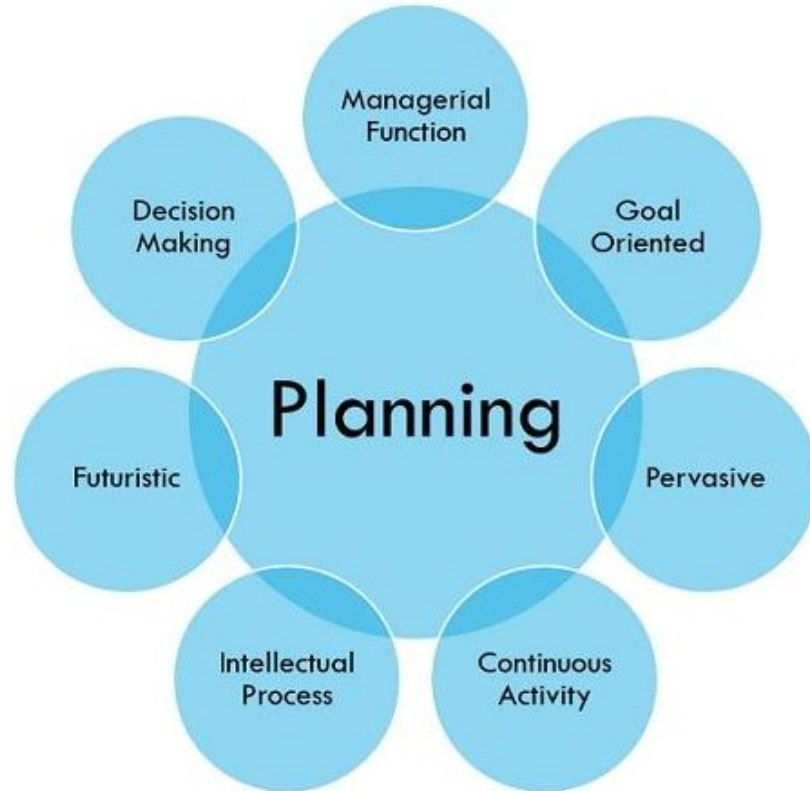 Managerial
Function
Goal
Oriented
Pervasive
Continuous
Activity
Intellectual
Process
Futuristic
Decision
Making
Planning